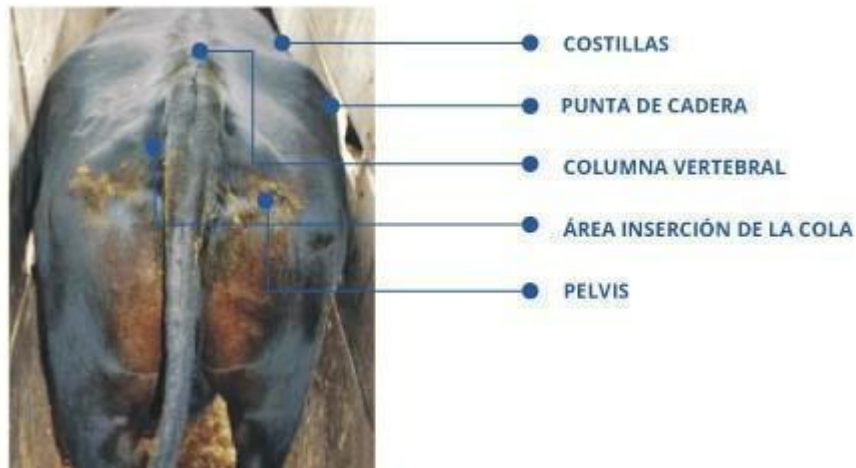 COSTILLAS
PUNTA DE CADERA
COLUMNA VERTEBRAL
ÁREA INSERCIÓN DE LA COLA
PELVIS